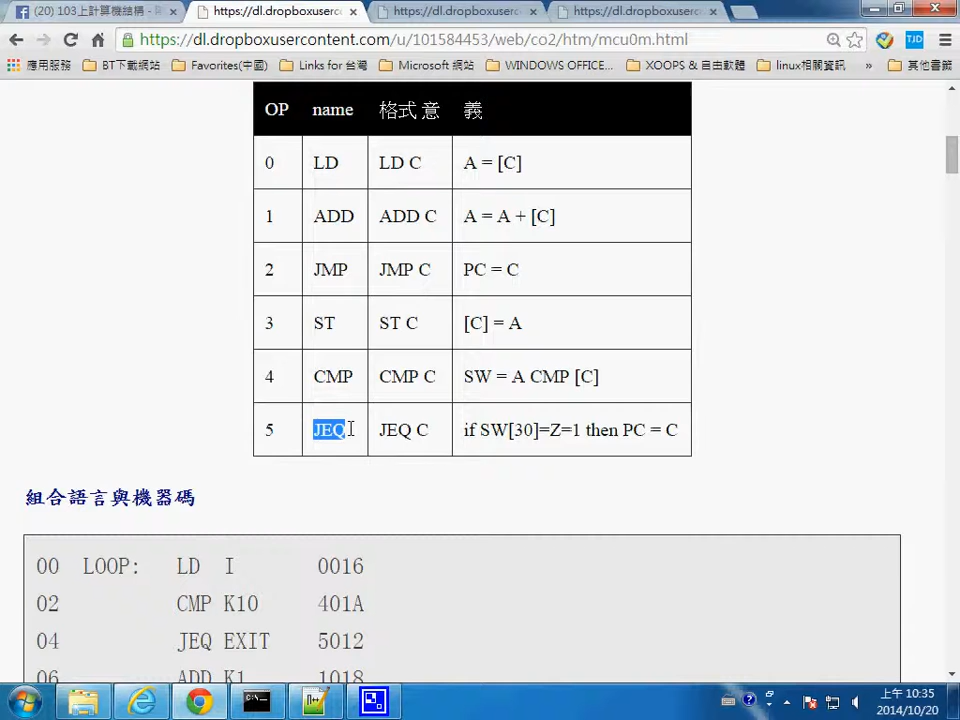 (20) 103上計算機結構 -
https://dl.dropboxuserc
https://dl.dropboxuserc
https://dl.dropboxuserc
https://dl.dropboxusercontent.com/u/101584453/web/co2/htm/mcu0m.html
TJD
應用服務 BT下載網站 Favorites(中國) Links for 台灣 Microsoft 網站 WINDOWS OFFICE... XOOPS & 自由軟體 linux相關資訊 » 其他書籤
OP name 格式 意 義
0 LD LD C A = [C]
1 ADD ADD C A = A + [C]
2 JMP JMP C PC = C
3 ST ST C [C] = A
4 CMP CMP C SW = A CMP [C]
5 JEQ JEQ C if SW[30]=Z=1 then PC = C
組合語言與機器碼
00 LOOP: LD I 0016
02 CMP K10 401A
04 JEQ EXIT 5012
06 ADD K1 1018
上午 10:35
2014/10/20